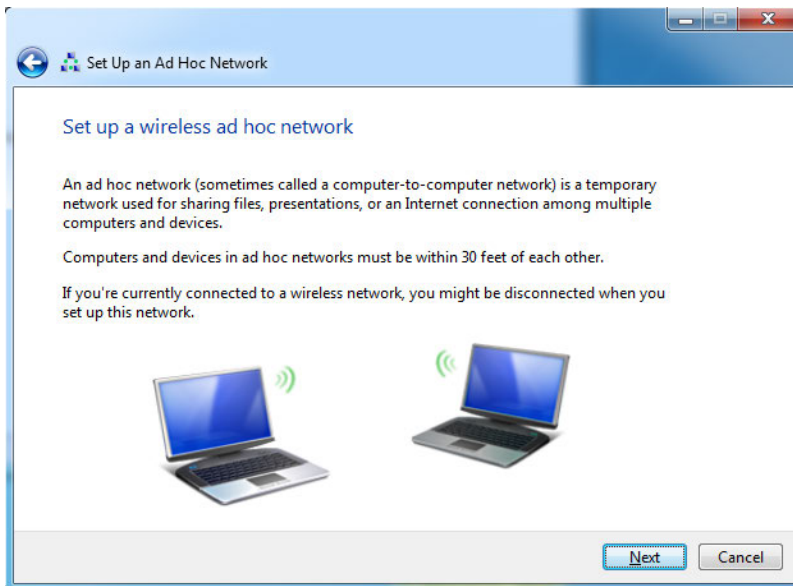 Set Up an Ad Hoc Network
Set up a wireless ad hoc network
An ad hoc network (sometimes called a computer-to-computer network) is a temporary
network used for sharing files, presentations, or an Internet connection among multiple
computers and devices.
Computers and devices in ad hoc networks must be within 30 feet of each other.
If you're currently connected to a wireless network, you might be disconnected when you
set up this network.
Next Cancel